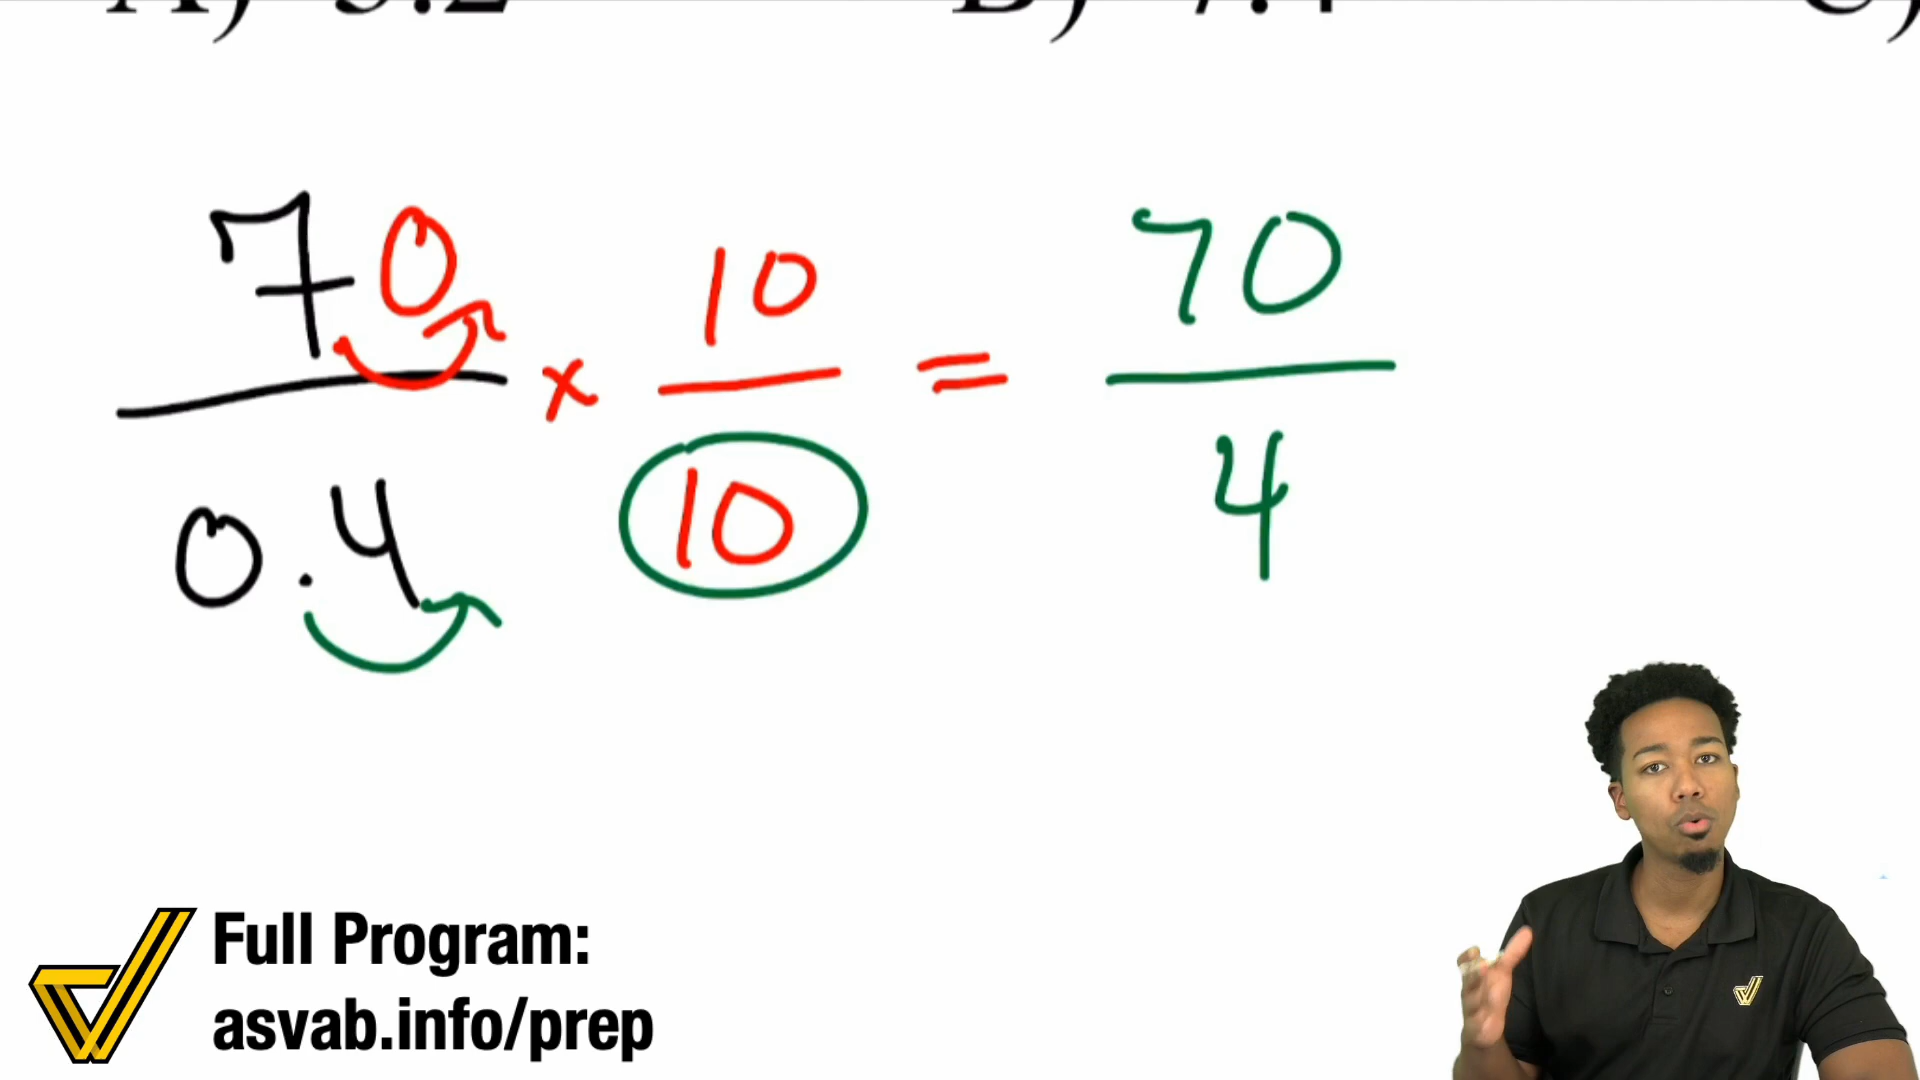 70 × 10 = 70
0.4 10 4
Full Program:
asvab.info/prep